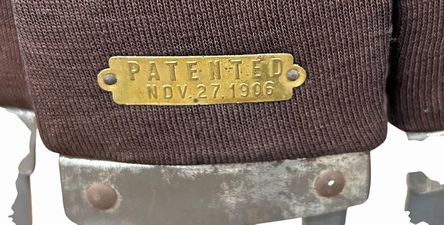 PATENTED
NOV. 27. 1906